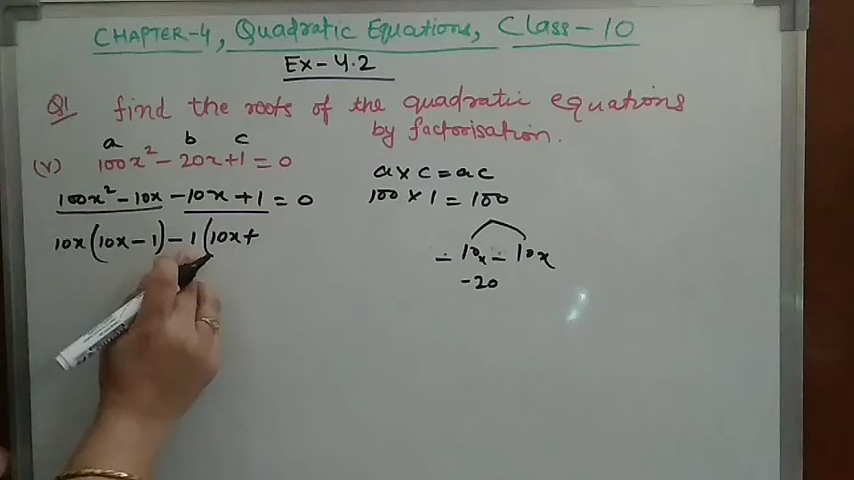 CHAPTER-4, Quadratic Equations, Class-10
Ex-4.2
Q1 find the roots of the quadratic equations
by factorisation.
a b c
(v) 100x² - 20x + 1 = 0
100x² - 10x - 10x + 1 = 0
10x(10x - 1) - 1(10x +
a × c = ac
100 × 1 = 100
- 10x - 10x
-20